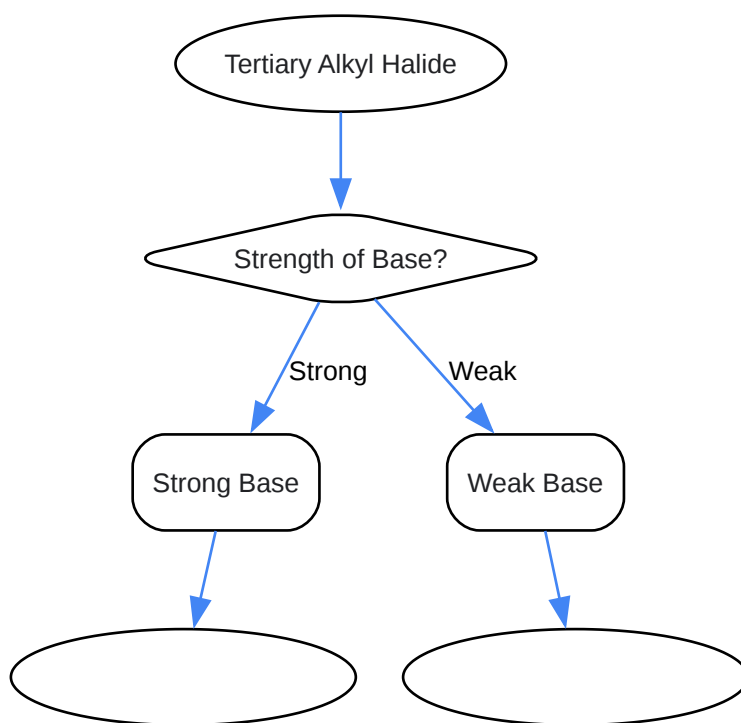 Tertiary Alkyl Halide
Strength of Base?
Strong
Weak
Strong Base
Weak Base